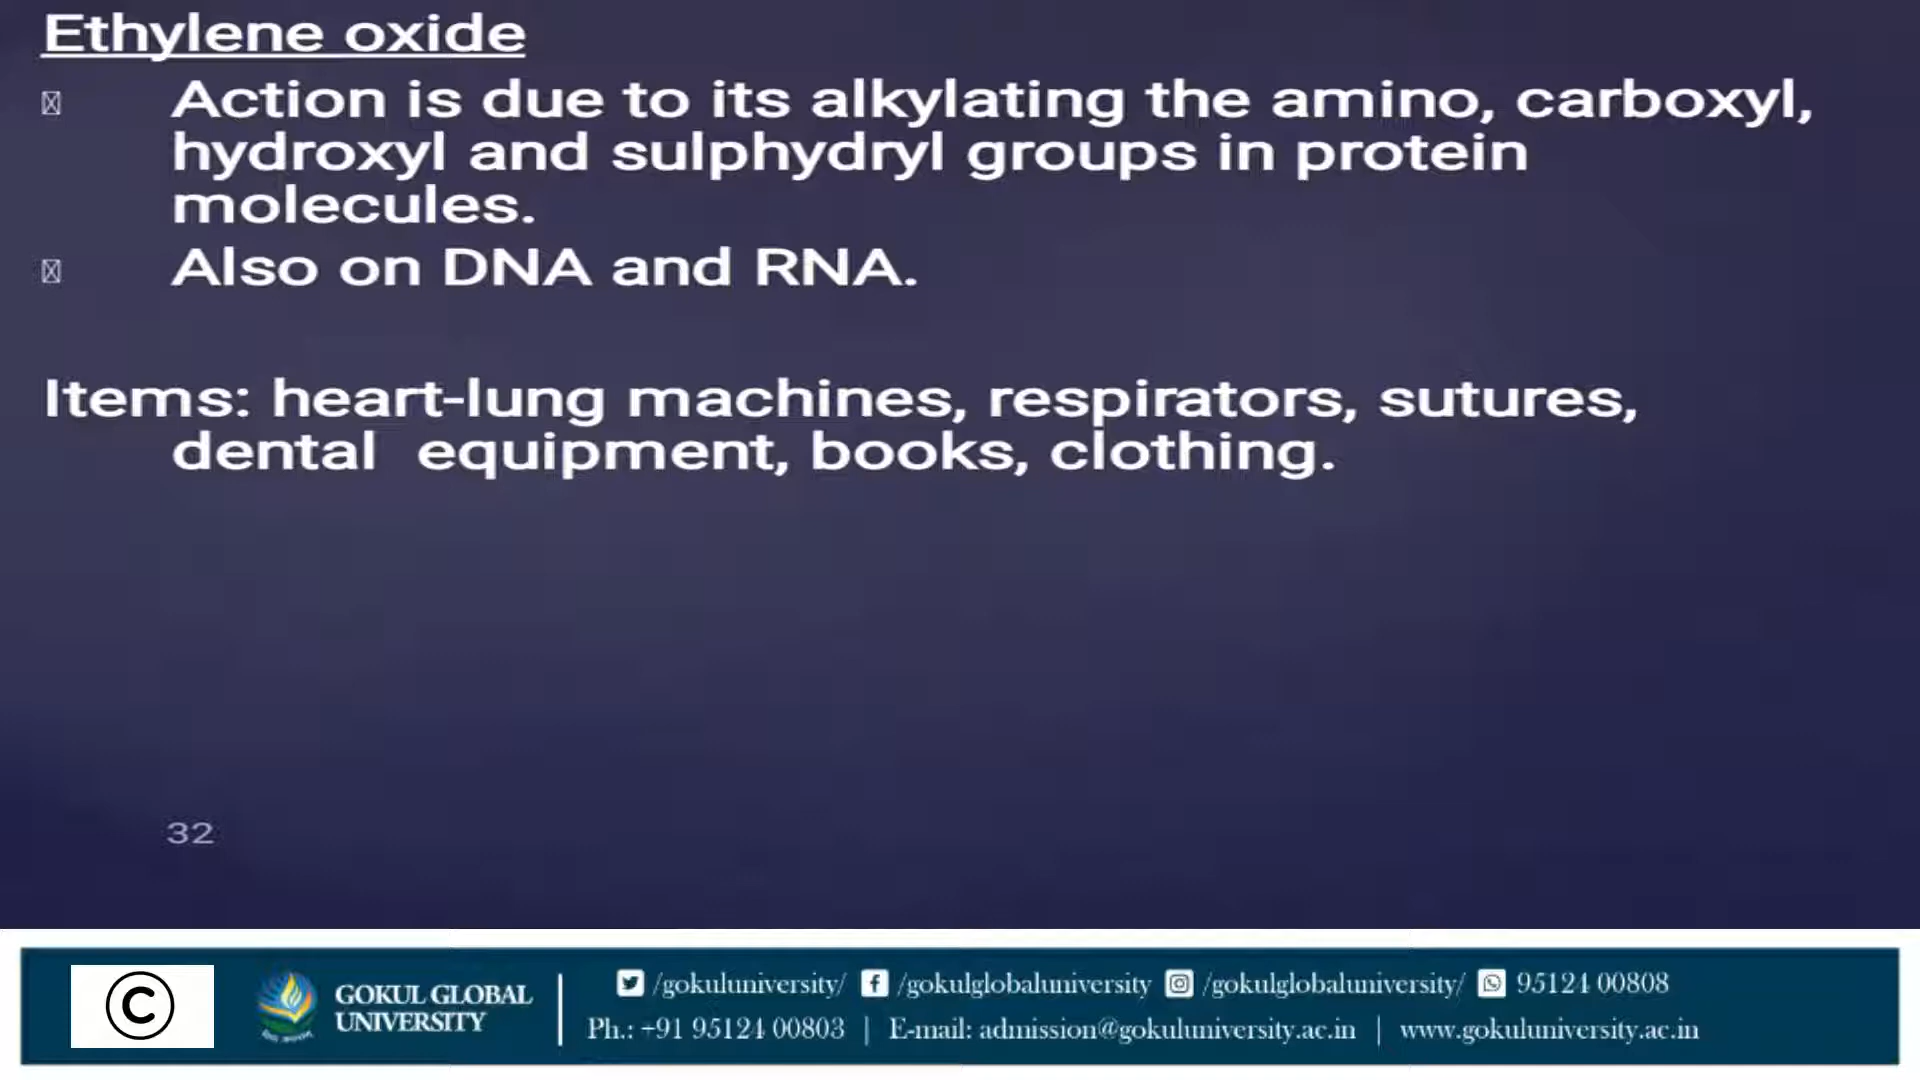 Ethylene oxide
Action is due to its alkylating the amino, carboxyl,
hydroxyl and sulphydryl groups in protein
molecules.
Also on DNA and RNA.
Items: heart-lung machines, respirators, sutures,
dental equipment, books, clothing.
32
©
GOKUL GLOBAL
UNIVERSITY
/gokuluniversity/ /gokulglobaluniversity /gokulglobaluniversity/ 95124 00808
Ph.: +91 95124 00803 | E-mail: admission@gokuluniversity.ac.in | www.gokuluniversity.ac.in